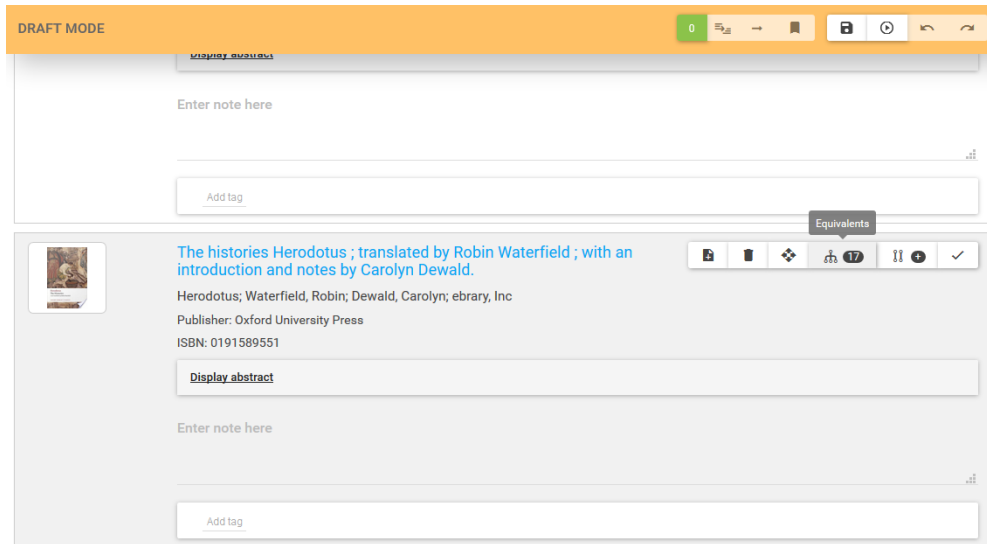 DRAFT MODE
0
Display abstract
Enter note here
Add tag
Equivalents
The histories Herodotus ; translated by Robin Waterfield ; with an
introduction and notes by Carolyn Dewald.
17
Herodotus; Waterfield, Robin; Dewald, Carolyn; ebrary, Inc
Publisher: Oxford University Press
ISBN: 0191589551
Display abstract
Enter note here
Add tag